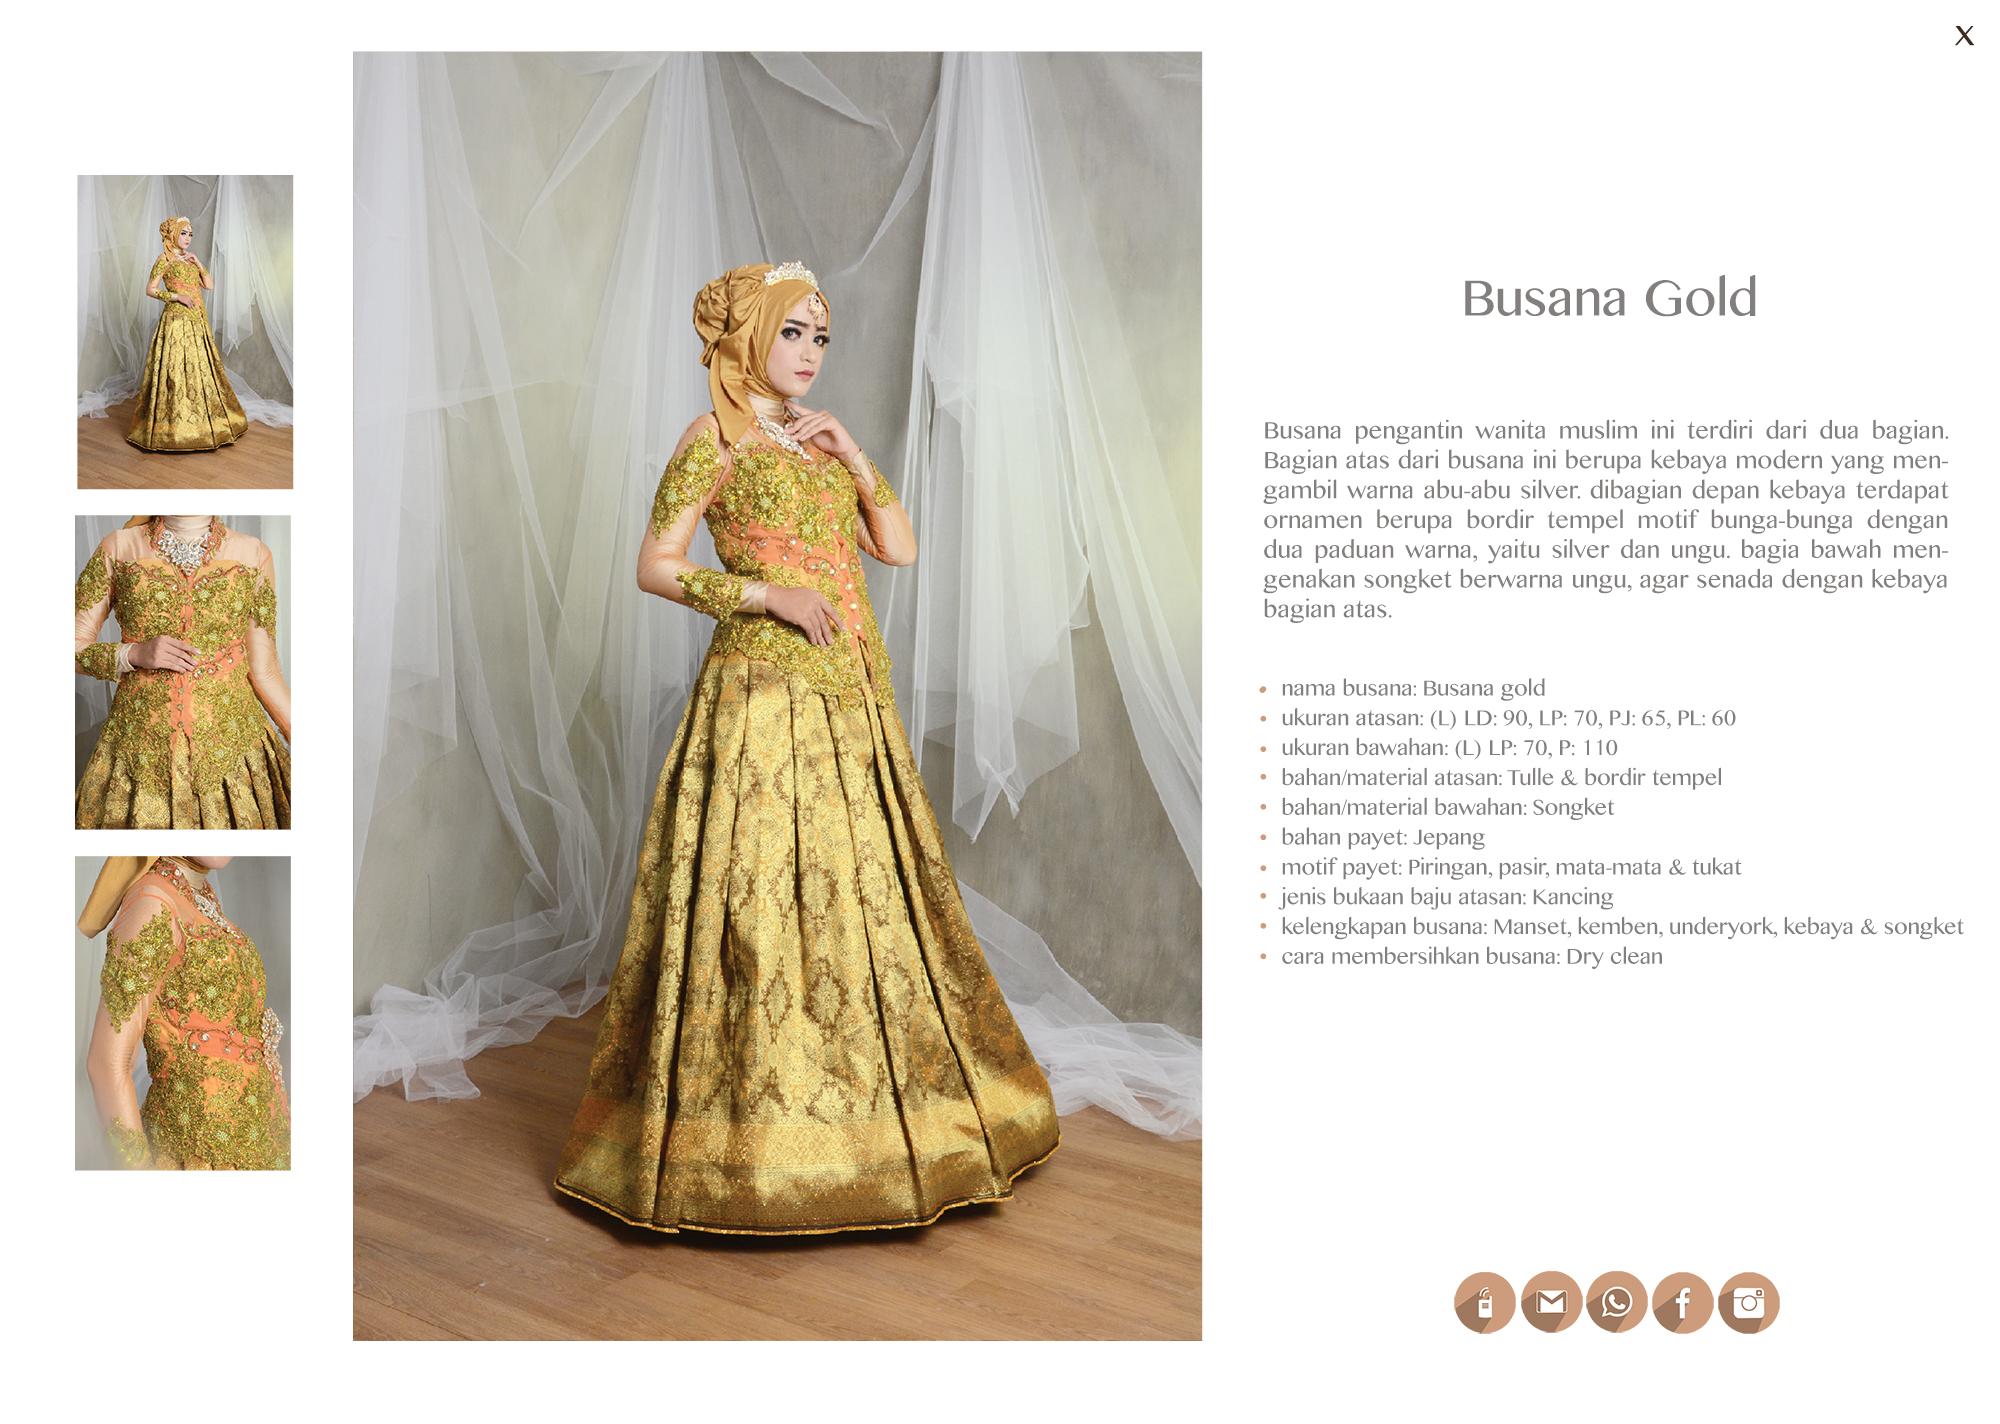 X
Busana Gold
Busana pengantin wanita muslim ini terdiri dari dua bagian.
Bagian atas dari busana ini berupa kebaya modern yang men-
gambil warna abu-abu silver. dibagian depan kebaya terdapat
ornamen berupa bordir tempel motif bunga-bunga dengan
dua paduan warna, yaitu silver dan ungu. bagia bawah men-
genakan songket berwarna ungu, agar senada dengan kebaya
bagian atas.
• nama busana: Busana gold
• ukuran atasan: (L) LD: 90, LP: 70, PJ: 65, PL: 60
• ukuran bawahan: (L) LP: 70, P: 110
• bahan/material atasan: Tulle & bordir tempel
• bahan/material bawahan: Songket
• bahan payet: Jepang
• motif payet: Piringan, pasir, mata-mata & tukat
• jenis bukaan baju atasan: Kancing
• kelengkapan busana: Manset, kemben, underyork, kebaya & songket
• cara membersihkan busana: Dry clean